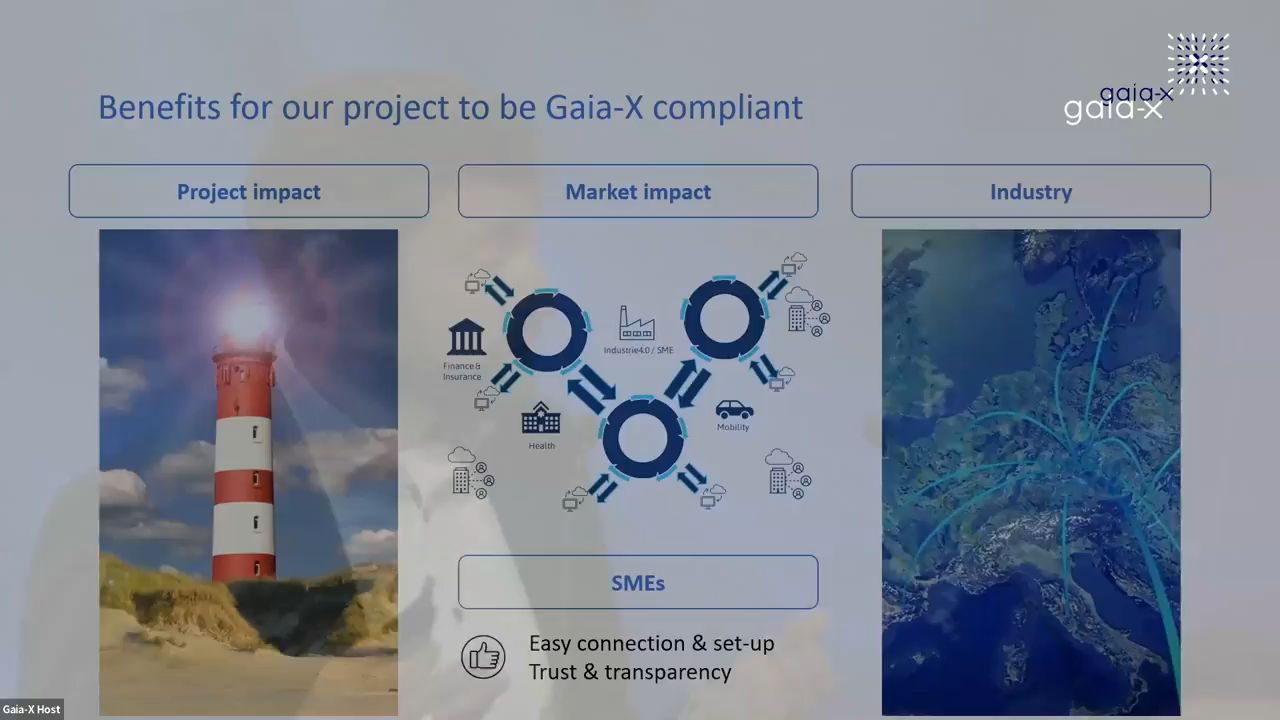 gaia-x
gaia-x
Benefits for our project to be Gaia-X compliant
Project impact
Market impact
Industry
Finance &
Insurance
Industrie4.0 / SME
Health
Mobility
SMEs
Easy connection & set-up
Trust & transparency
Gaia-X Host